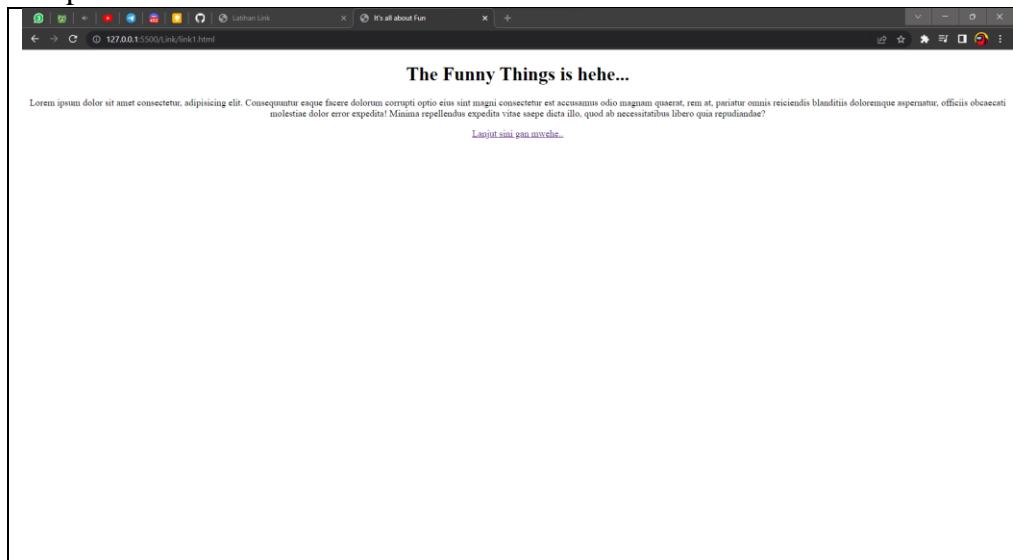 Latihan Link
It's all about Fun
127.0.0.1:5500/Link/link1.html
The Funny Things is hehe...
Lorem ipsum dolor sit amet consectetur, adipisicing elit. Consequuntur eaque facere dolorum corrupti optio eius sint magni consectetur est accusamus odio magnam quaerat, rem at, pariatur omnis reiciendis blanditiis doloremque aspernatur, officiis obcaecati
molestiae dolor error expedita! Minima repellendus expedita vitae saepe dicta illo, quod ab necessitatibus libero quia repudiandae?
Lanjut sini gan mwehe..